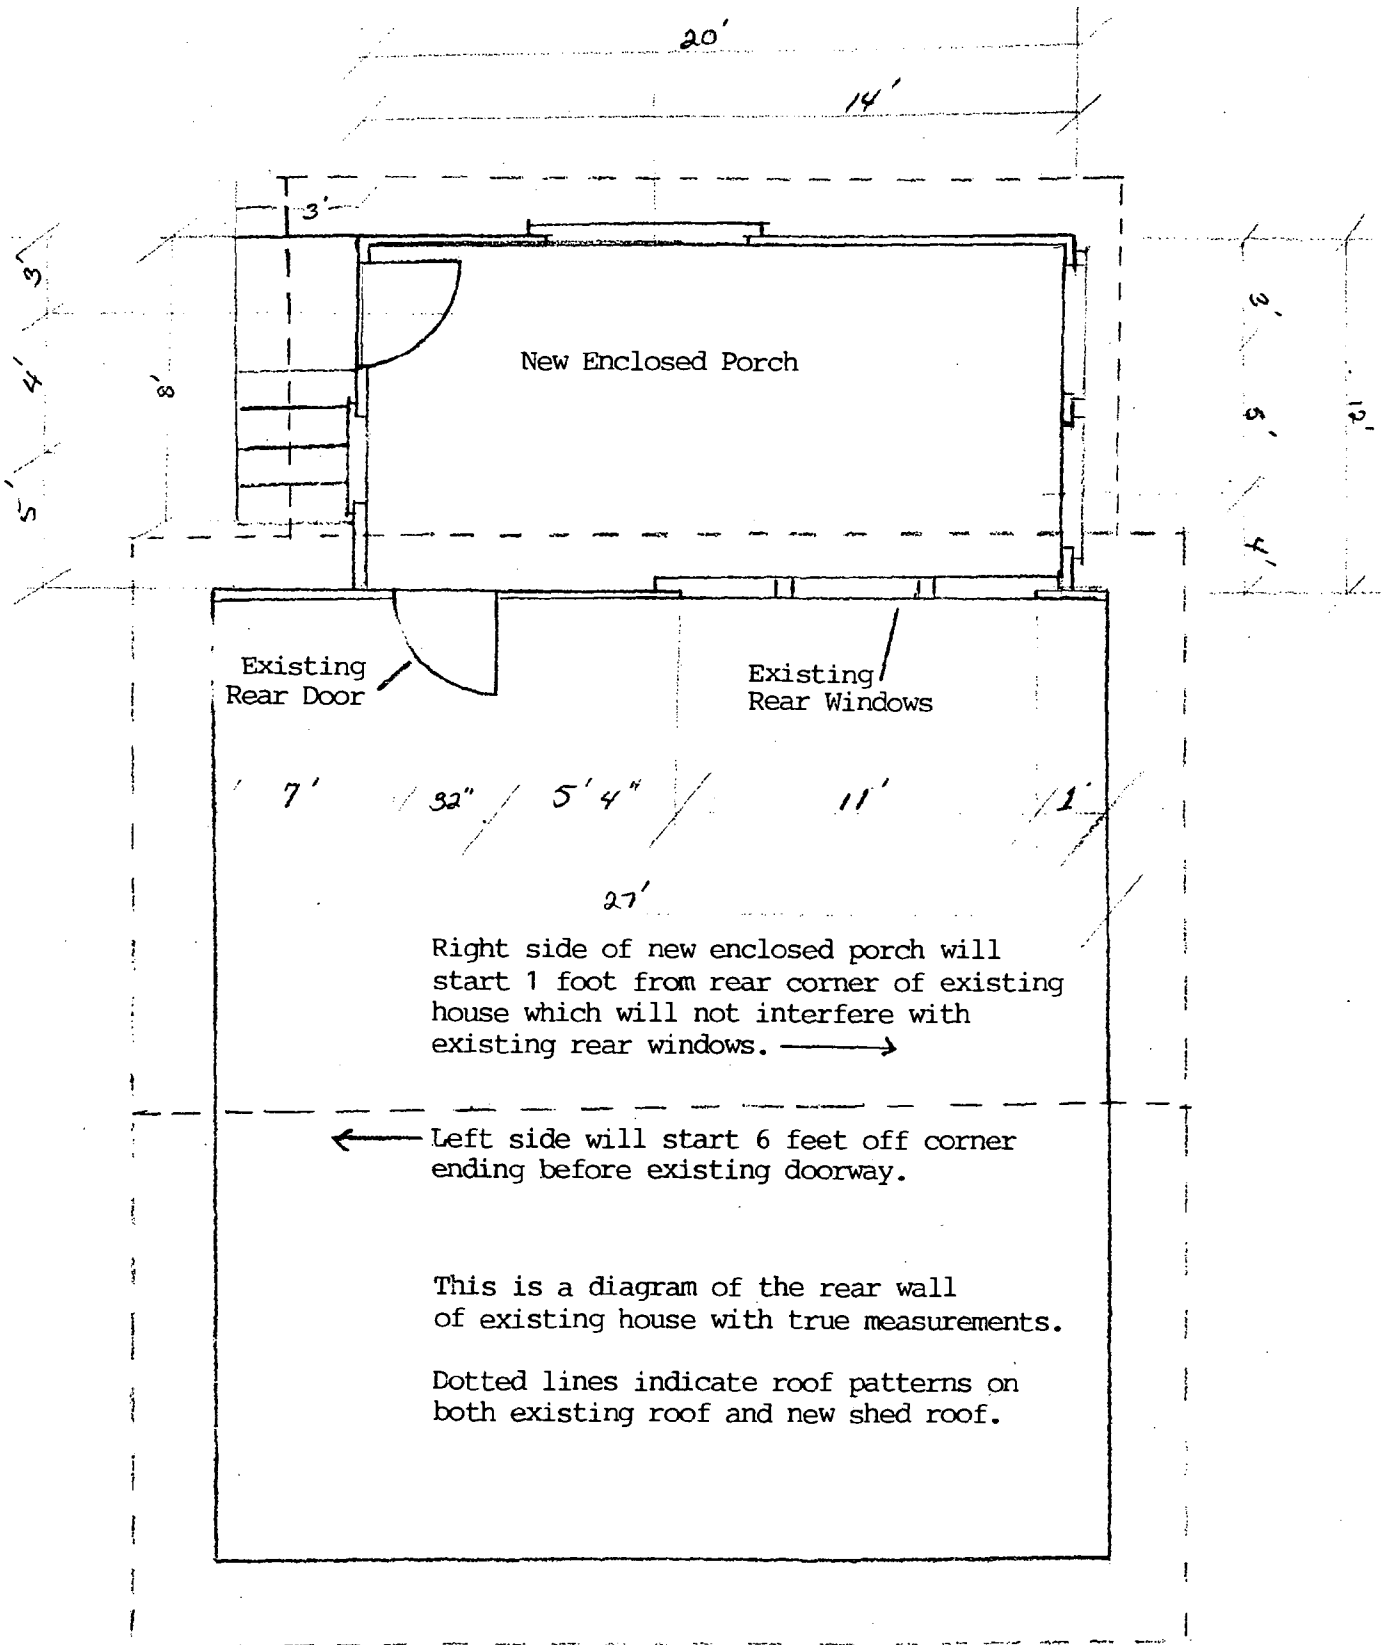 20'
14'
3'
3'
4'
5'
8'
3'
5'
4'
12'
New Enclosed Porch
Existing
Rear Door
Existing
Rear Windows
7' 32" 5' 4" 11' 1'
27'
Right side of new enclosed porch will
start 1 foot from rear corner of existing
house which will not interfere with
existing rear windows.
Left side will start 6 feet off corner
ending before existing doorway.
This is a diagram of the rear wall
of existing house with true measurements.
Dotted lines indicate roof patterns on
both existing roof and new shed roof.